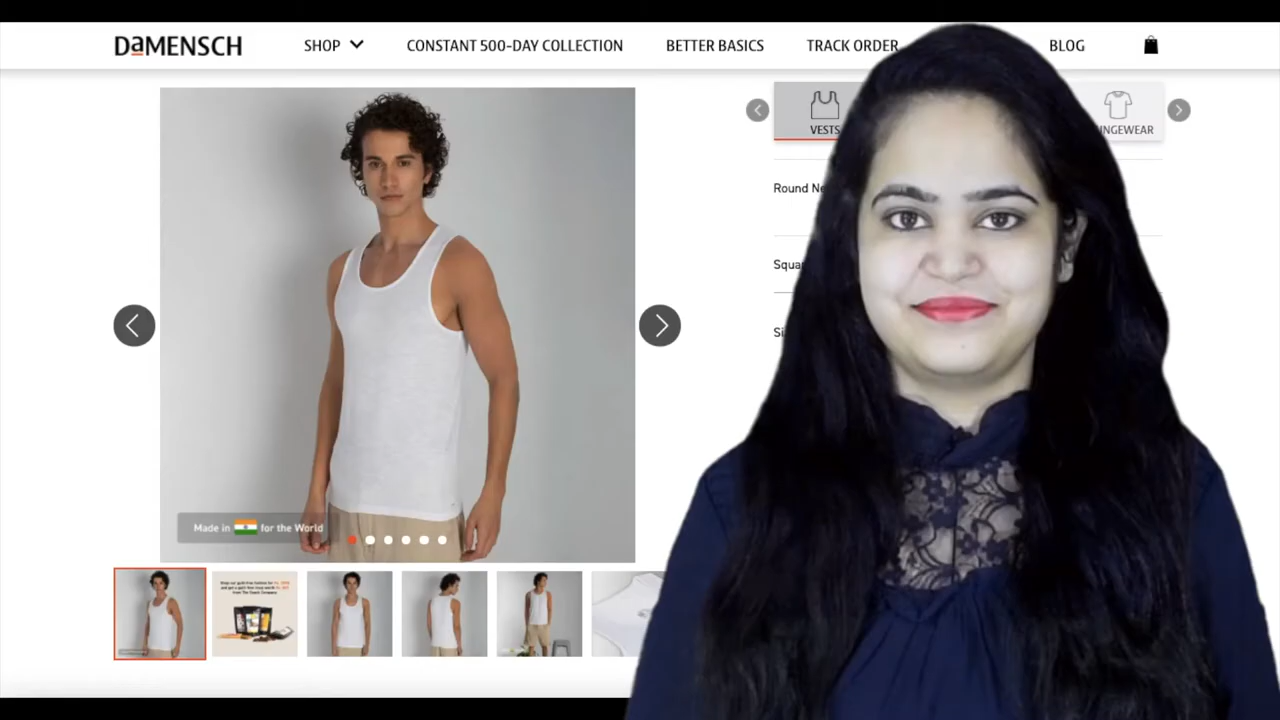 DaMENSCH
SHOP
CONSTANT 500-DAY COLLECTION
BETTER BASICS
TRACK ORDER
BLOG
VESTS
NGEWEAR
Round Ne
Squa
Si
Made in for the World